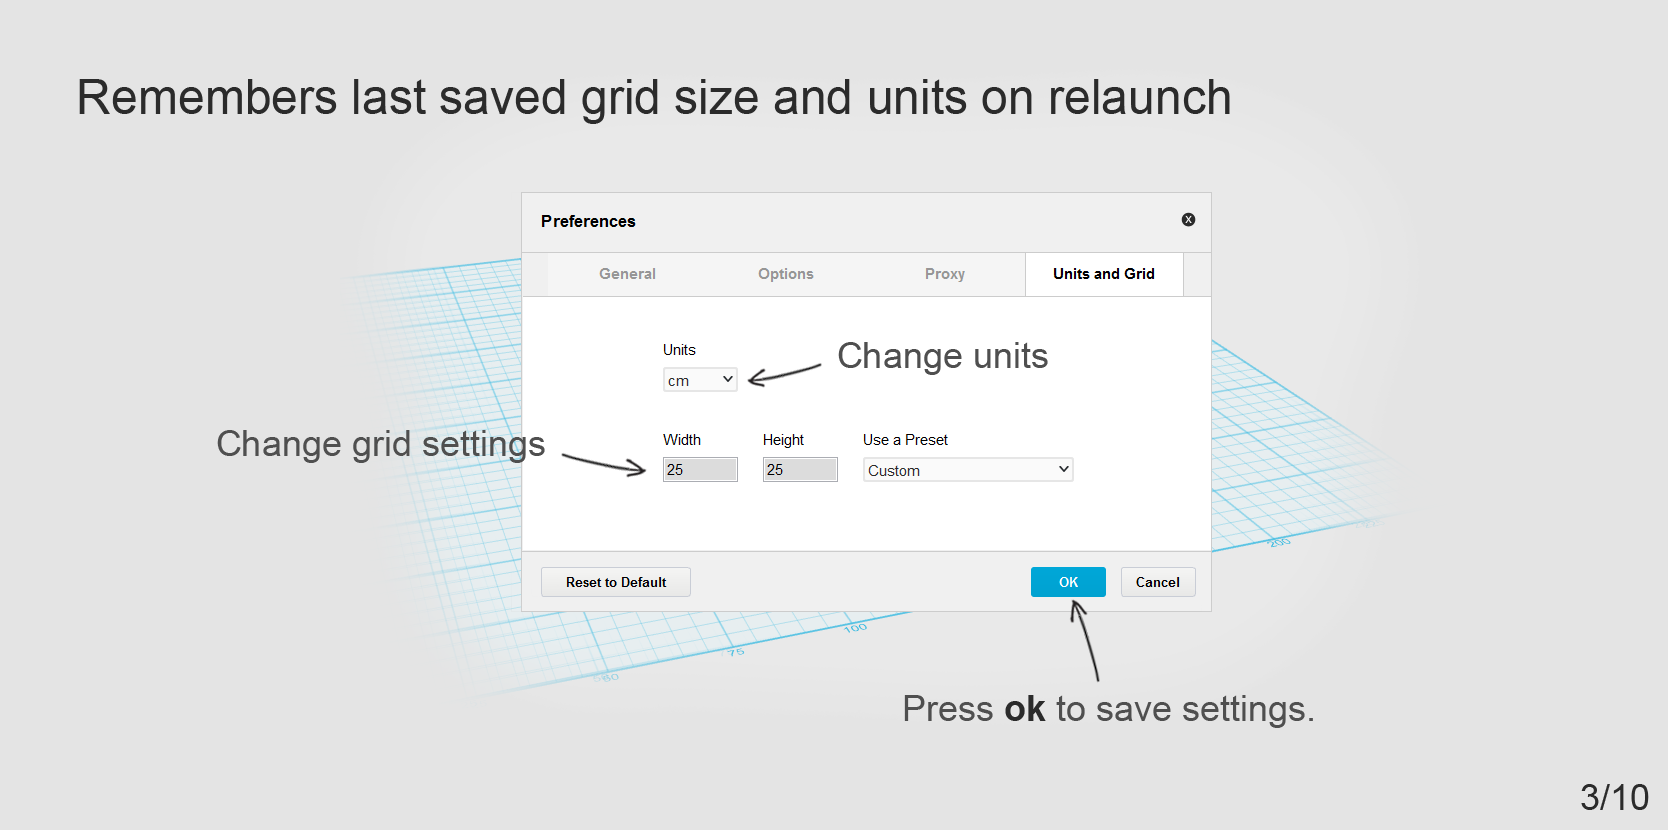 Remembers last saved grid size and units on relaunch
Preferences
X
General Options Proxy Units and Grid
Units
Change units
cm
Change grid settings
Width Height Use a Preset
25 25 Custom
200
Reset to Default OK Cancel
100
75
Press ok to save settings.
3/10